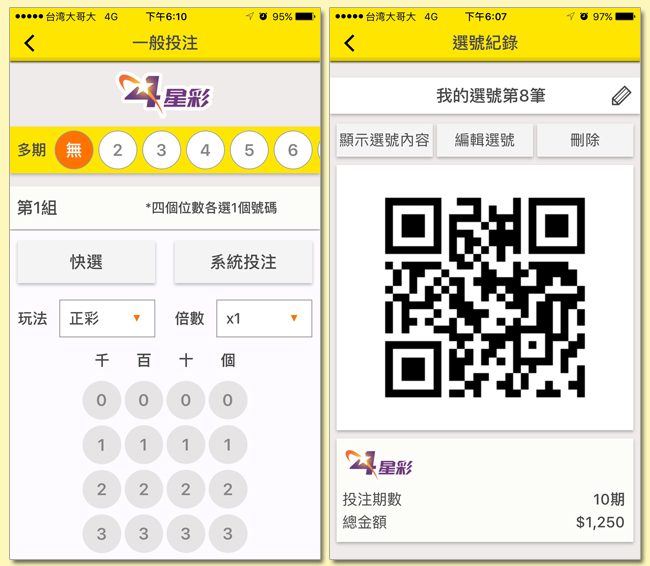 台湾大哥大 4G 下午6:10 95%
一般投注
4星彩
多期 無 2 3 4 5 6
第1組 *四個位數各選1個號碼
快選 系統投注
玩法 正彩 倍數 x1
千 百 十 個
0 0 0 0
1 1 1 1
2 2 2 2
3 3 3 3
台湾大哥大 4G 下午6:07 97%
選號紀錄
我的選號第8筆
顯示選號內容 編輯選號 刪除
4星彩
投注期數 10期
總金額 $1,250